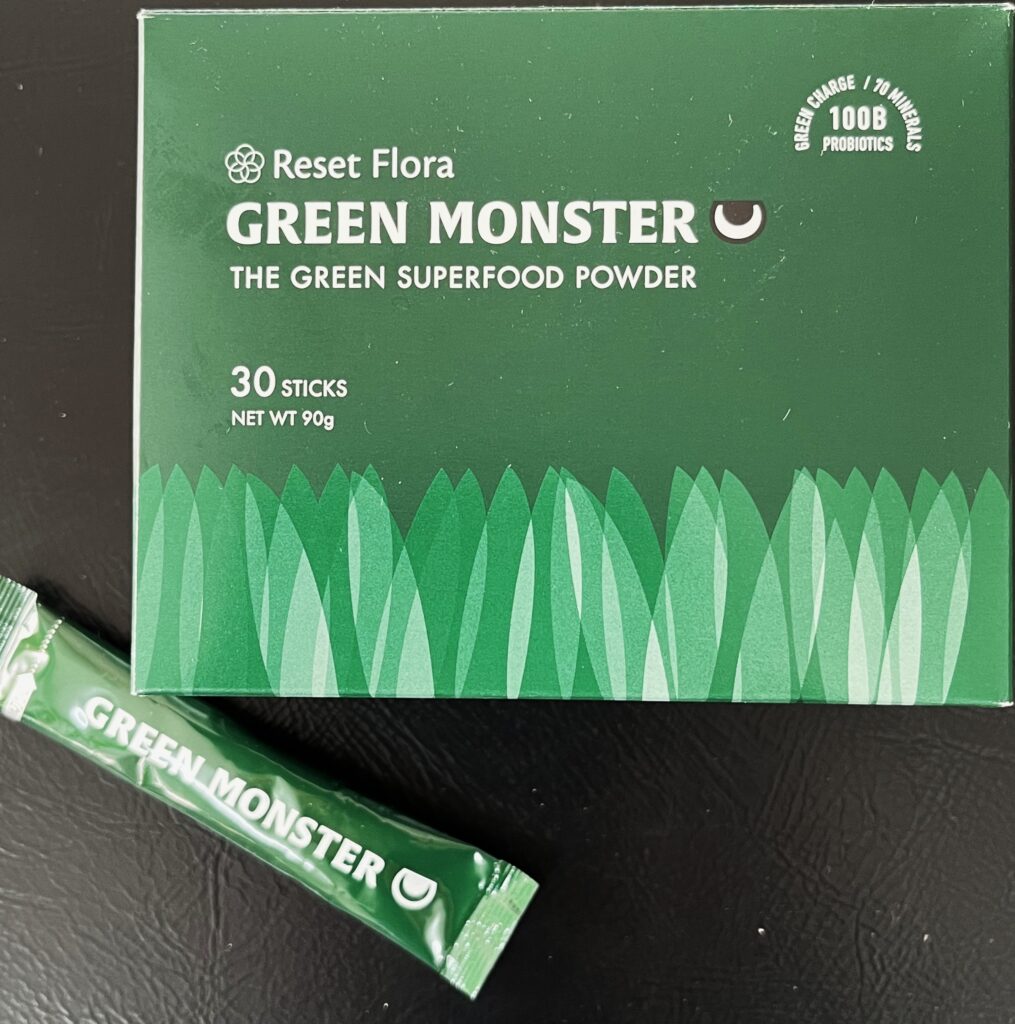 GREEN CHARGE / 70 MINERALS
100B
PROBIOTICS
Reset Flora
GREEN MONSTER
THE GREEN SUPERFOOD POWDER
30 STICKS
NET WT 90g
GREEN MONSTER